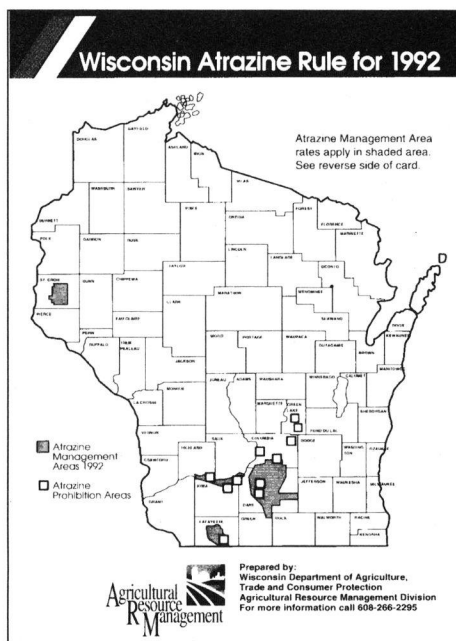 Wisconsin Atrazine Rule for 1992
Atrazine Management Area
rates apply in shaded area.
See reverse side of card.
DOUGLAS
BAYFIELD
ASHLAND
IRON
VILAS
WASHBURN
SAWYER
BURNETT
PRICE
ONEIDA
FOREST
FLORENCE
MARINETTE
POLK
BARRON
RUSK
LINCOLN
LANGLADE
OCONTO
TAYLOR
ST. CROIX
DUNN
CHIPPEWA
MENOMINEE
CLARK
MARATHON
SHAWANO
PIERCE
PEPIN
EAU CLAIRE
DOOR
BUFFALO
TREMPEALEAU
WOOD
PORTAGE
WAUPACA
OUTAGAMIE
BROWN
KEWAUNEE
JACKSON
MANITOWOC
JUNEAU
ADAMS
WAUSHARA
WINNEBAGO
CALUMET
MONROE
LA CROSSE
MARQUETTE
GREEN
FOND DU LAC
SHEBOYGAN
VERNON
SAUK
COLUMBIA
DODGE
RICHLAND
CRAWFORD
IOWA
DANE
JEFFERSON
WAUKESHA
MILWAUKEE
GRANT
LAFAYETTE
GREEN
ROCK
WALWORTH
RACINE
KENOSHA
Atrazine
Management
Areas 1992
Atrazine
Prohibition Areas
Agricultural
Resource
Management
Prepared by:
Wisconsin Department of Agriculture,
Trade and Consumer Protection
Agricultural Resource Management Division
For more information call 608-266-2295